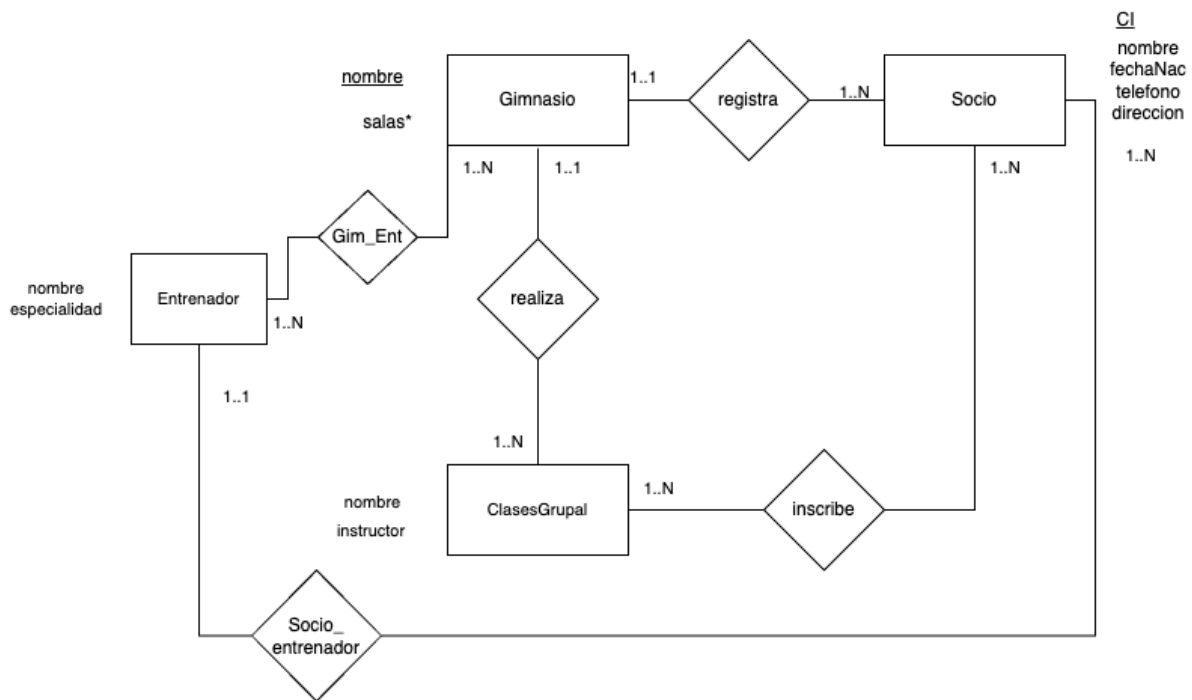 CI
nombre
fechaNac
telefono
direccion
1..N
nombre
salas*
Gimnasio
1..1
registra
1..N
Socio
1..N
1..1
1..N
Gim_Ent
nombre
especialidad
Entrenador
1..N
realiza
1..1
1..N
nombre
instructor
ClasesGrupal
1..N
inscribe
Socio_
entrenador